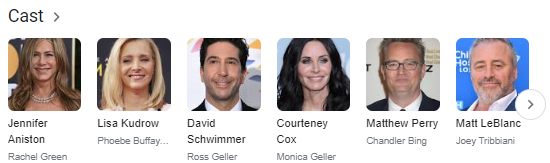 Cast
Jennifer Aniston
Rachel Green
Lisa Kudrow
Phoebe Buffay...
David Schwimmer
Ross Geller
Courteney Cox
Monica Geller
Matthew Perry
Chandler Bing
Matt LeBlanc
Joey Tribbiani